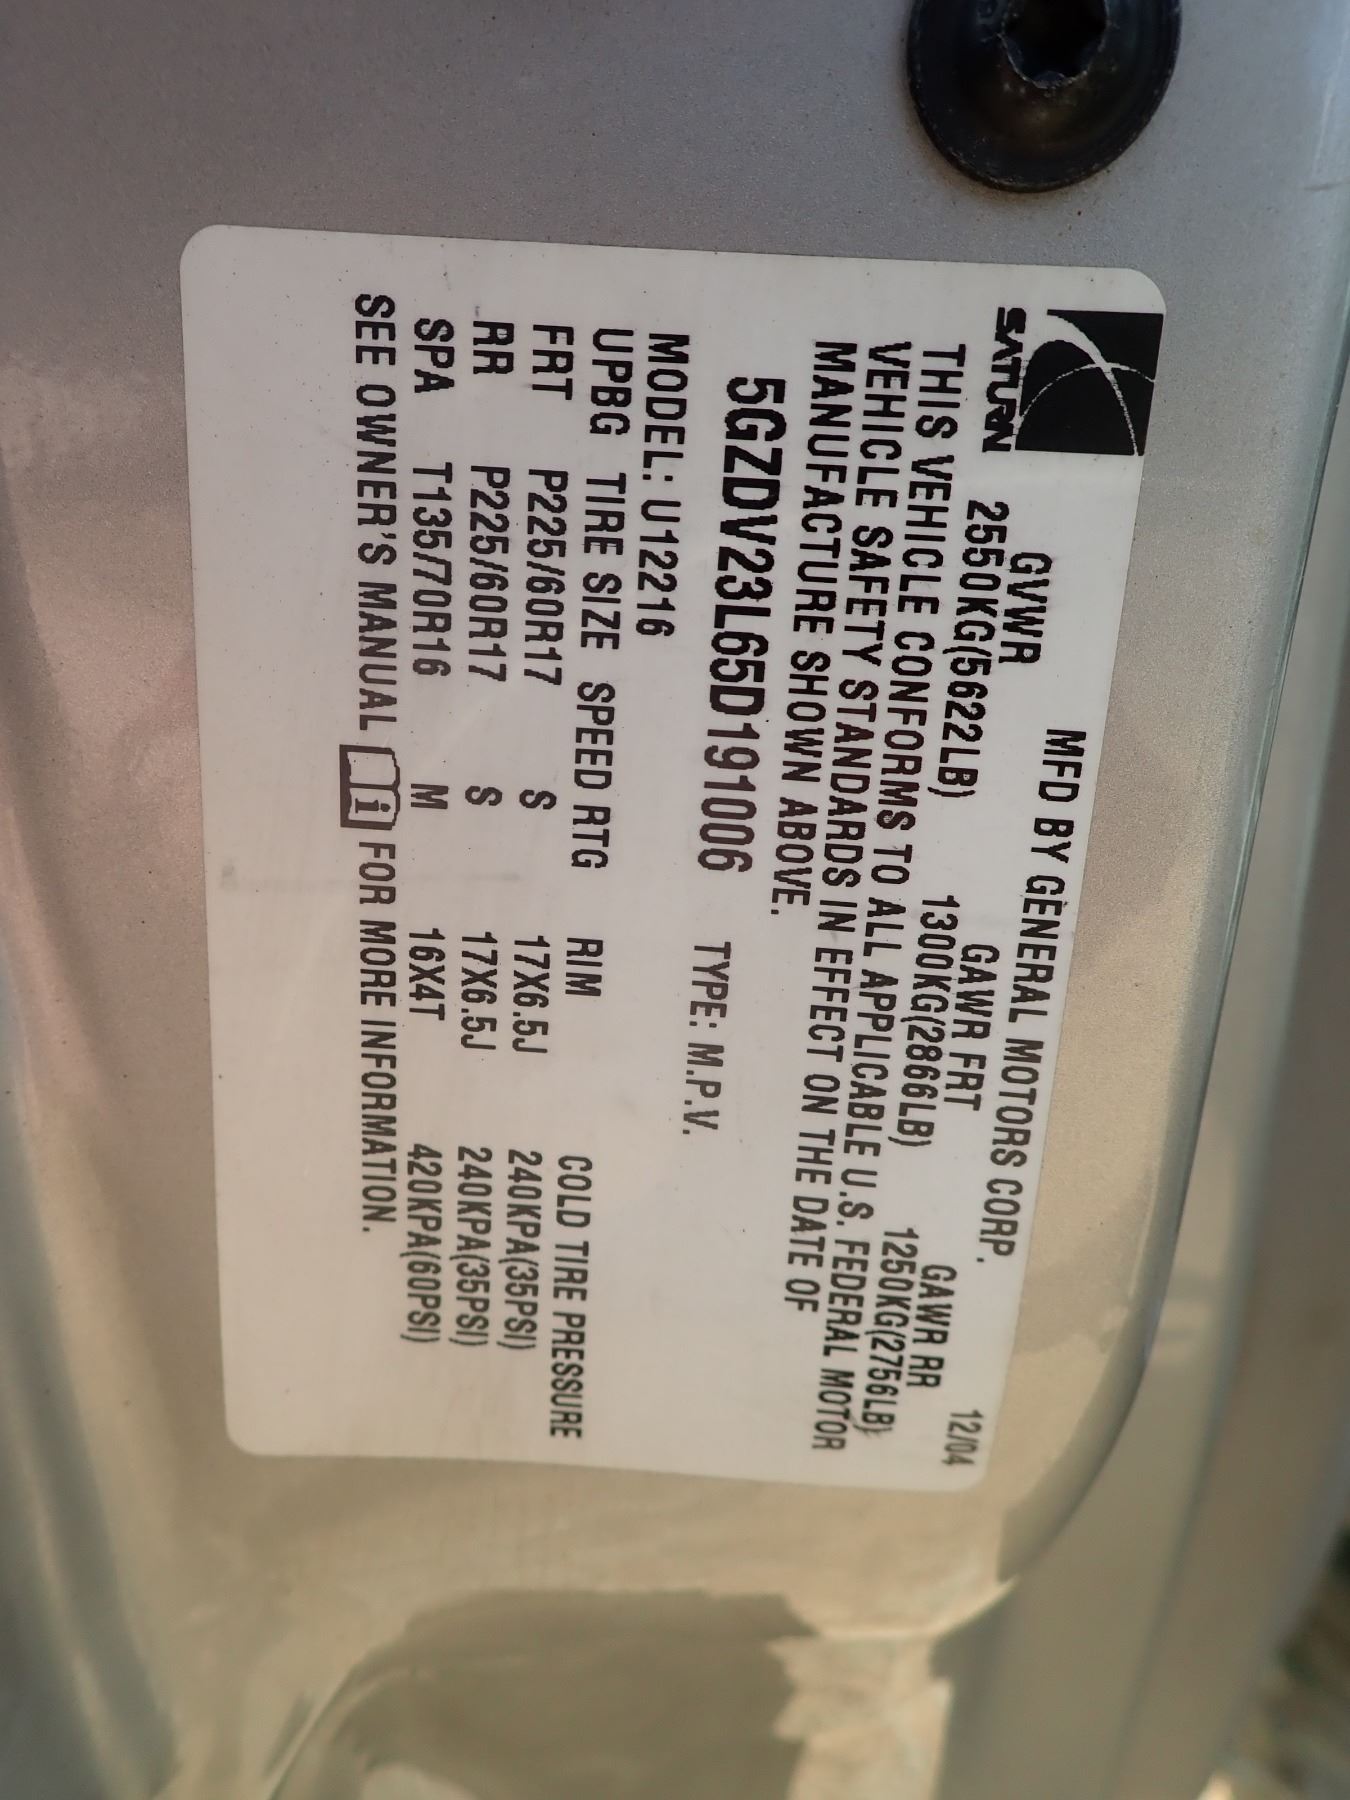 SATURN
MFD BY GENERAL MOTORS CORP. 12/04
GVWR GAWR FRT GAWR RR
2550KG(5622LB) 1300KG(2866LB) 1250KG(2756LB)
THIS VEHICLE CONFORMS TO ALL APPLICABLE U.S. FEDERAL MOTOR
VEHICLE SAFETY STANDARDS IN EFFECT ON THE DATE OF
MANUFACTURE SHOWN ABOVE.
5GZDV23L65D191006 TYPE: M.P.V.
MODEL: U12216
UPBG TIRE SIZE SPEED RTG RIM COLD TIRE PRESSURE
FRT P225/60R17 S 17X6.5J 240KPA(35PSI)
RR P225/60R17 S 17X6.5J 240KPA(35PSI)
SPA T135/70R16 M 16X4T 420KPA(60PSI)
SEE OWNER'S MANUAL i FOR MORE INFORMATION.